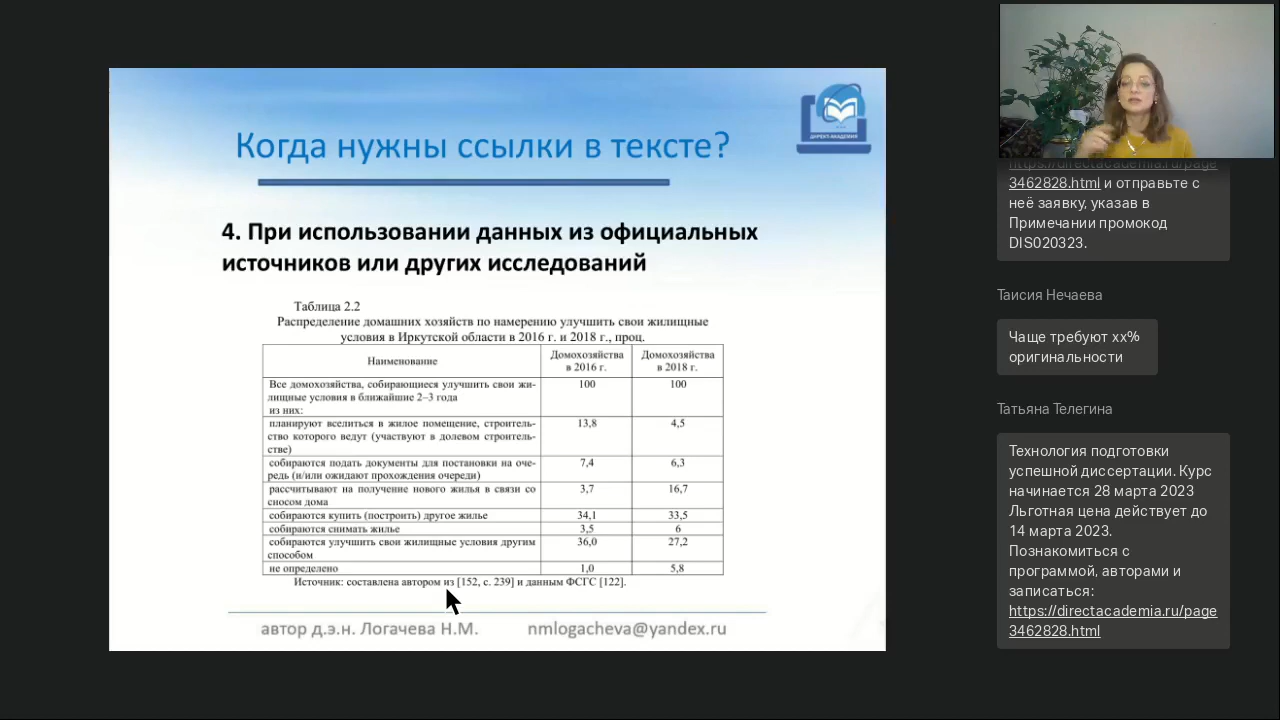 Когда нужны ссылки в тексте?
ДИРЕКТ-АКАДЕМИЯ
4. При использовании данных из официальных
источников или других исследований
Таблица 2.2
Распределение домашних хозяйств по намерению улучшить свои жилищные
условия в Иркутской области в 2016 г. и 2018 г., проц.
Наименование
Домохозяйства
в 2016 г.
Домохозяйства
в 2018 г.
Все домохозяйства, собирающиеся улучшить свои жи-
лищные условия в ближайшие 2–3 года
из них:
100
100
планируют вселиться в жилое помещение, строитель-
ство которого ведут (участвуют в долевом строитель-
стве)
13,8
4,5
собираются подать документы для постановки на оче-
редь (и/или ожидают прохождения очереди)
7,4
6,3
рассчитывают на получение нового жилья в связи со
сносом дома
3,7
16,7
собираются купить (построить) другое жилье
34,1
33,5
собираются снимать жилье
3,5
6
собираются улучшить свои жилищные условия другим
способом
36,0
27,2
не определено
1,0
5,8
Источник: составлена автором из [152, с. 239] и данным ФСГС [122].
автор д.э.н. Логачева Н.М.
nmlogacheva@yandex.ru
https://directacademia.ru/page
3462828.html и отправьте с
неё заявку, указав в
Примечании промокод
DIS020323.
Таисия Нечаева
Чаще требуют xx%
оригинальности
Татьяна Телегина
Технология подготовки
успешной диссертации. Курс
начинается 28 марта 2023
Льготная цена действует до
14 марта 2023.
Познакомиться с
программой, авторами и
записаться:
https://directacademia.ru/page
3462828.html